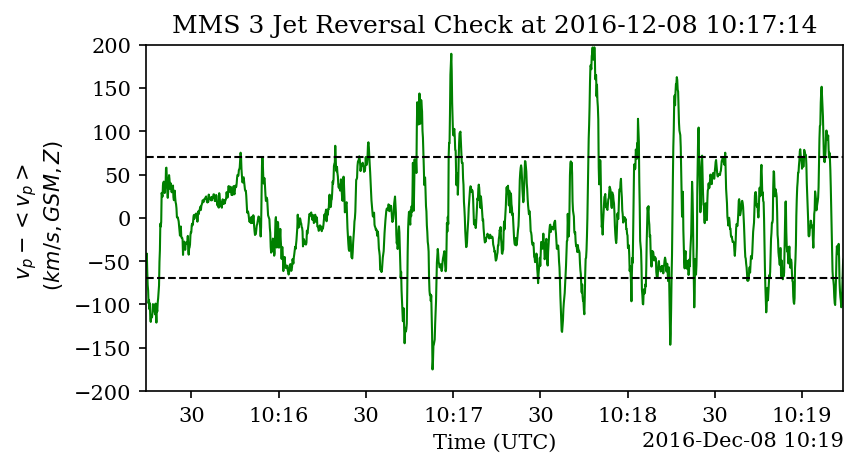 MMS 3 Jet Reversal Check at 2016-12-08 10:17:14
200
150
100
50
0
−50
−100
−150
−200
v_p − < v_p >
(km/s, GSM, Z)
30 10:16 30 10:17 30 10:18 30 10:19
Time (UTC)
2016-Dec-08 10:19